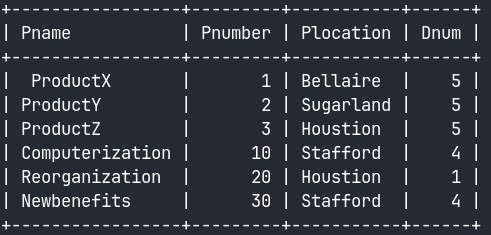 +-----------------+---------+-----------+------+
| Pname           | Pnumber | Plocation | Dnum |
+-----------------+---------+-----------+------+
|  ProductX       |       1 | Bellaire  |    5 |
| ProductY        |       2 | Sugarland |    5 |
| ProductZ        |       3 | Houstion  |    5 |
| Computerization |      10 | Stafford  |    4 |
| Reorganization  |      20 | Houstion  |    1 |
| Newbenefits     |      30 | Stafford  |    4 |
+-----------------+---------+-----------+------+